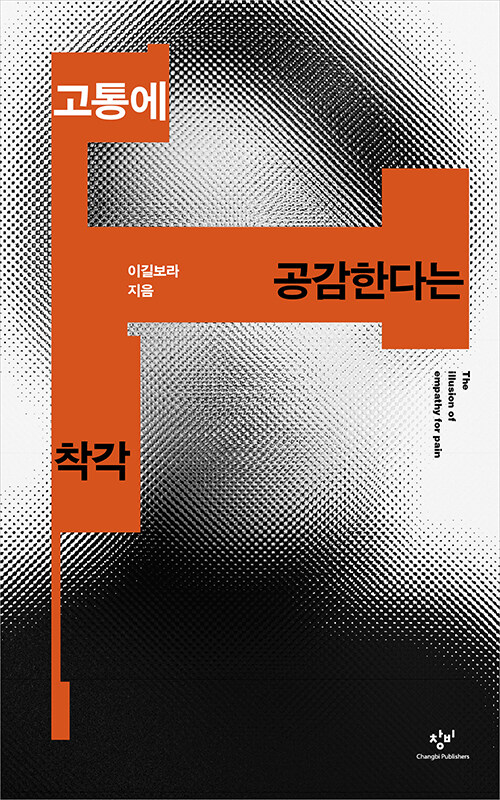 고통에
이길보라
지음
공감한다는
The
illusion of
empathy for pain
착각
창비
Changbi Publishers